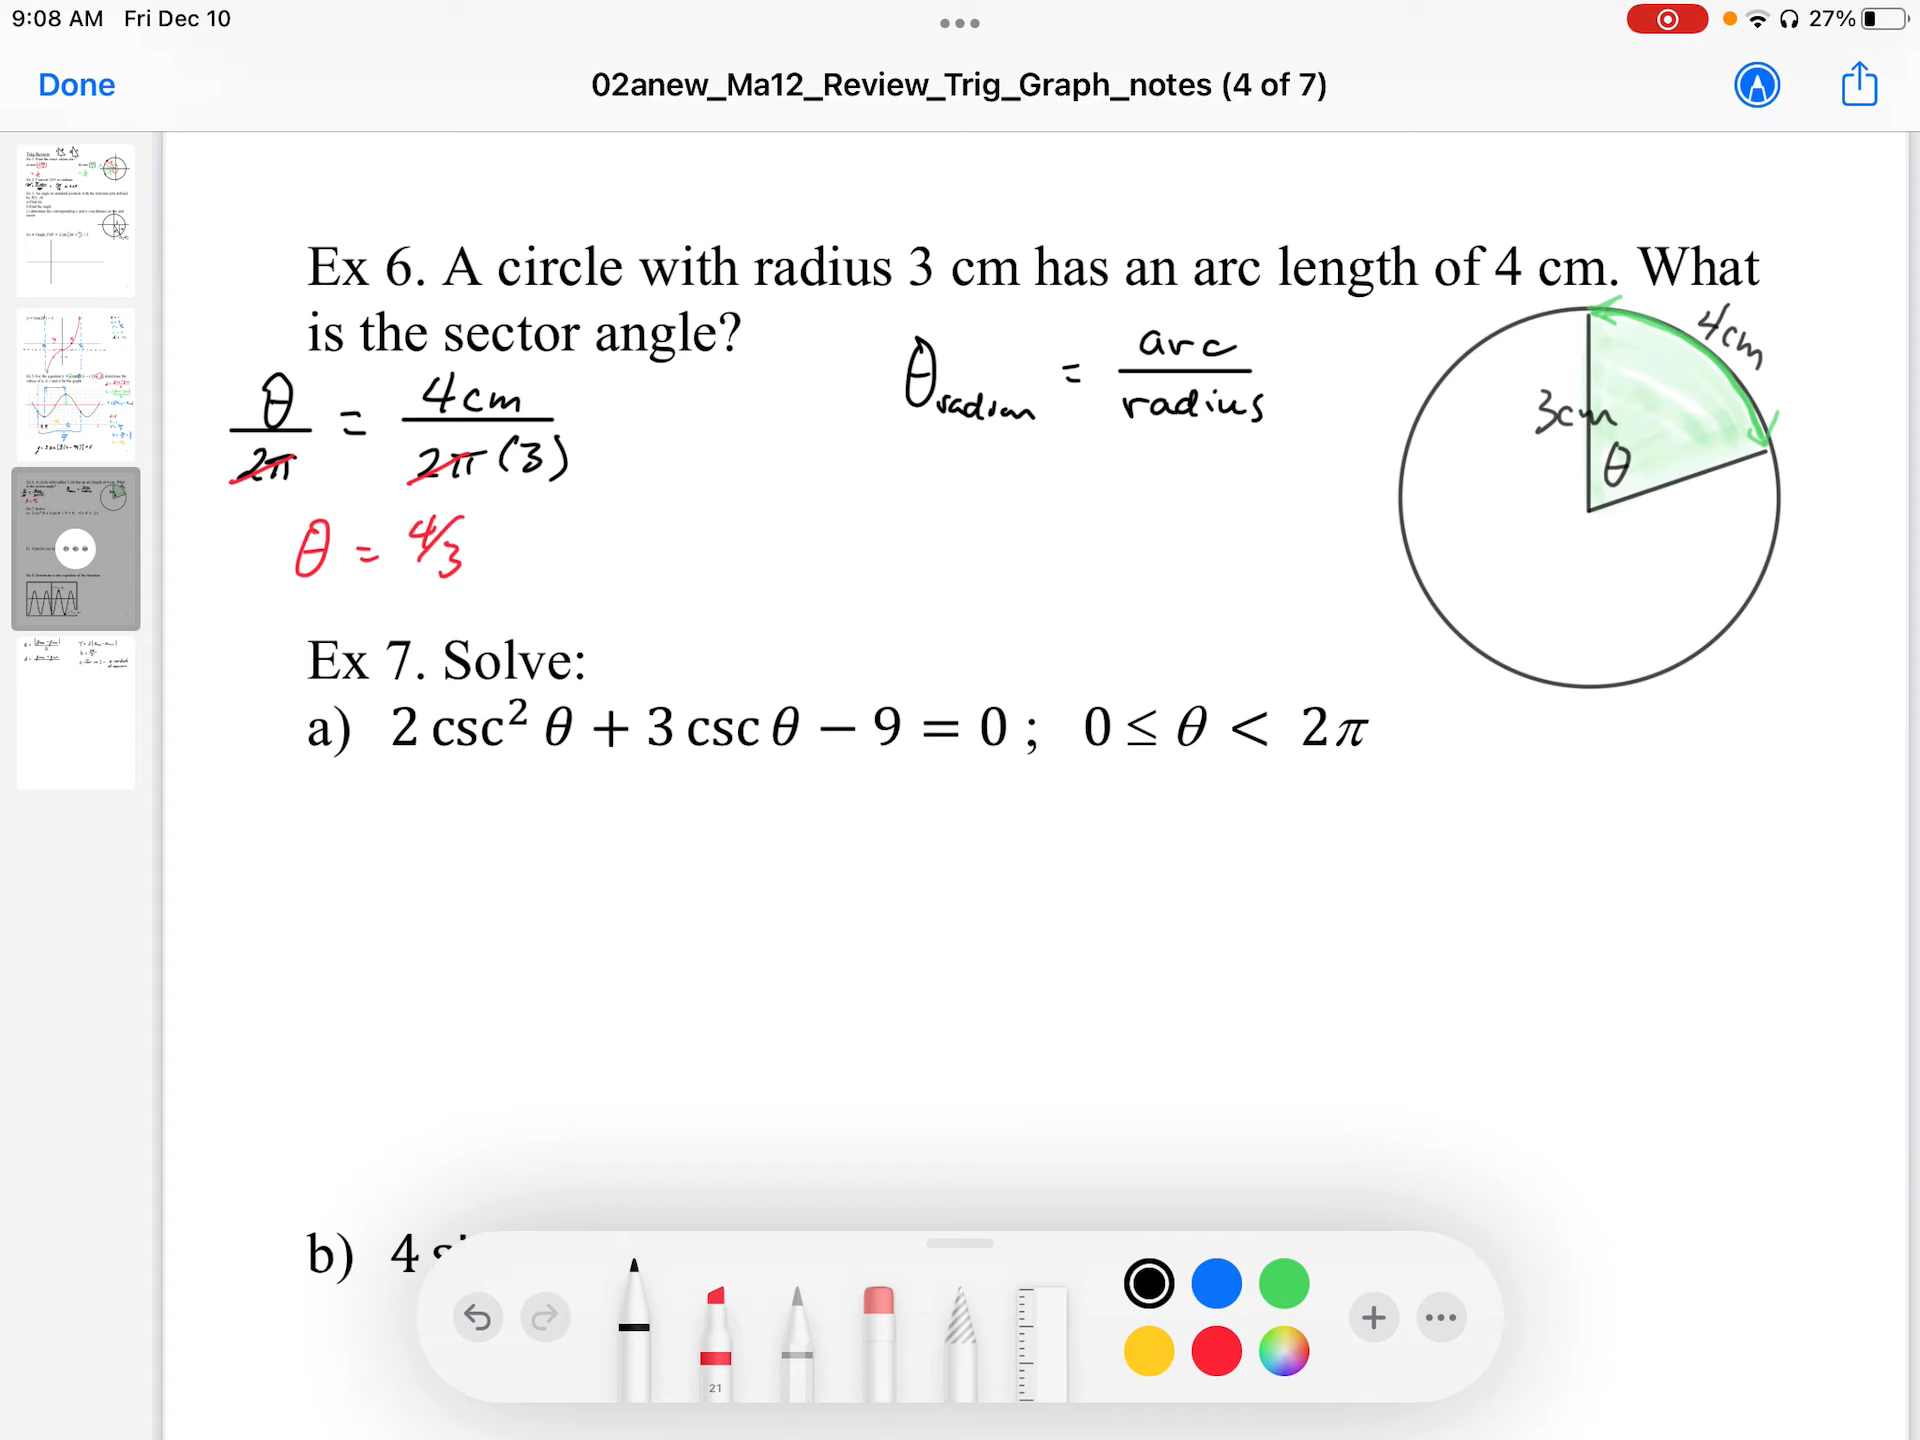 9:08 AM Fri Dec 10
27%
Done
02anew_Ma12_Review_Trig_Graph_notes (4 of 7)
Ex 6. A circle with radius 3 cm has an arc length of 4 cm. What
is the sector angle?
θ/2π = 4cm/2π(3)
θradian = arc/radius
4cm
3cm
θ
θ = 4/3
Ex 7. Solve:
a) 2 csc² θ + 3 csc θ − 9 = 0 ; 0 ≤ θ < 2π
b) 4
21